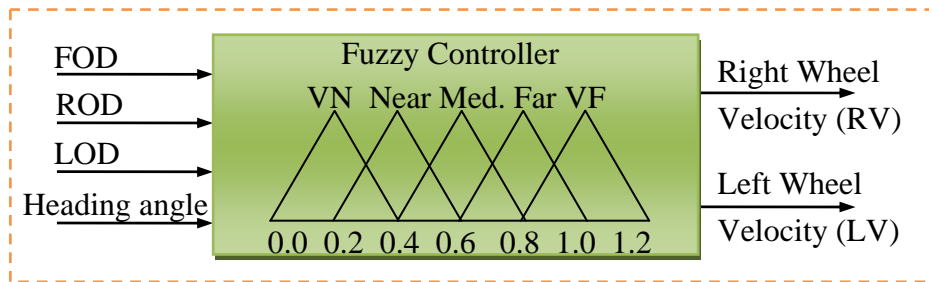 FOD
ROD
LOD
Heading angle
Fuzzy Controller
VN Near Med. Far VF
0.0 0.2 0.4 0.6 0.8 1.0 1.2
Right Wheel
Velocity (RV)
Left Wheel
Velocity (LV)